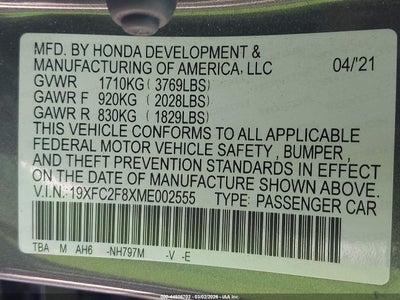 MFD. BY HONDA DEVELOPMENT &
MANUFACTURING OF AMERICA, LLC 04/'21
GVWR 1710KG ( 3769LBS)
GAWR F 920KG ( 2028LBS)
GAWR R 830KG ( 1829LBS)
THIS VEHICLE CONFORMS TO ALL APPLICABLE
FEDERAL MOTOR VEHICLE SAFETY , BUMPER ,
AND THEFT PREVENTION STANDARDS IN EFFECT
ON THE DATE OF MANUFACTURE SHOWN ABOVE.
V.I.N.:19XFC2F8XME002555 TYPE: PASSENGER CAR
TBA M AH6 -NH797M -V -E